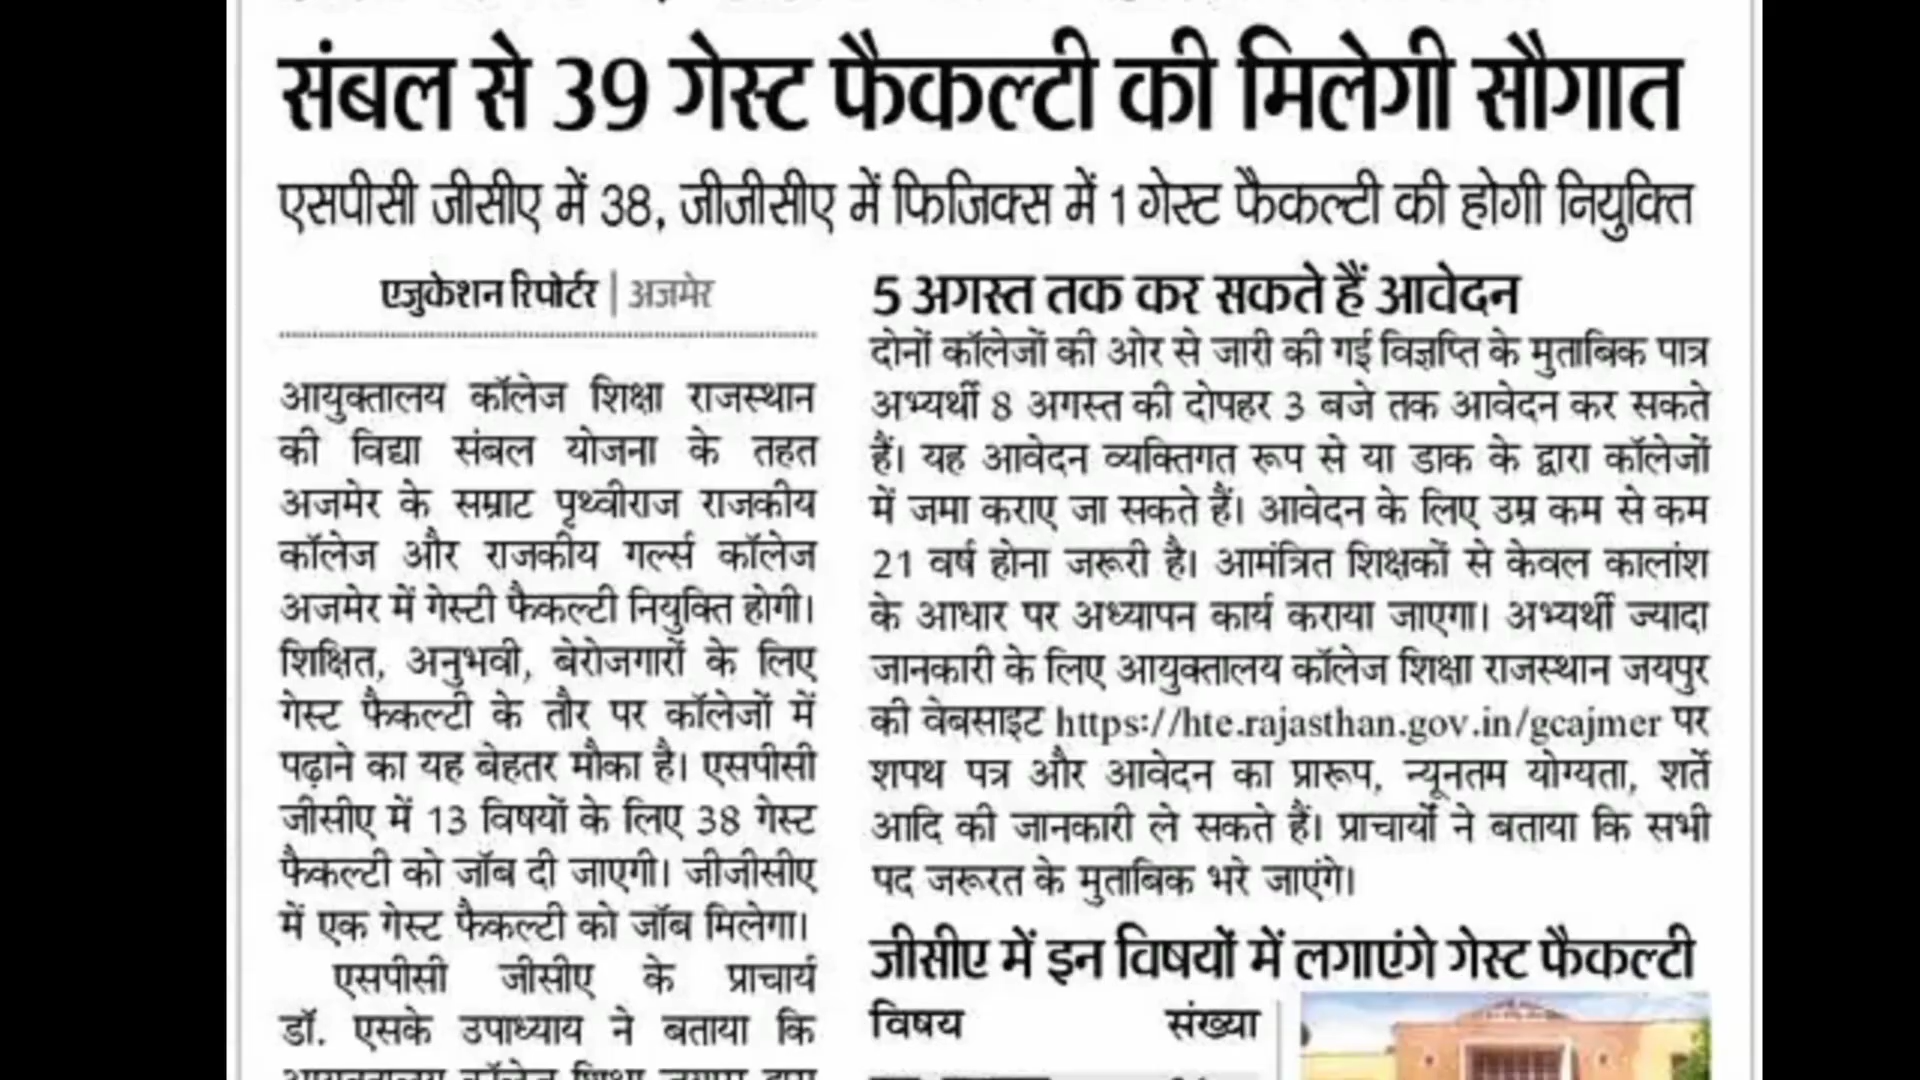 संबल से 39 गेस्ट फैकल्टी की मिलेगी सौगात
एसपीसी जीसीए में 38, जीजीसीए में फिजिक्स में 1 गेस्ट फैकल्टी की होगी नियुक्ति
एजुकेशन रिपोर्टर | अजमेर
आयुक्तालय कॉलेज शिक्षा राजस्थान
की विद्या संबल योजना के तहत
अजमेर के सम्राट पृथ्वीराज राजकीय
कॉलेज और राजकीय गर्ल्स कॉलेज
अजमेर में गेस्टी फैकल्टी नियुक्ति होगी।
शिक्षित, अनुभवी, बेरोजगारों के लिए
गेस्ट फैकल्टी के तौर पर कॉलेजों में
पढ़ाने का यह बेहतर मौका है। एसपीसी
जीसीए में 13 विषयों के लिए 38 गेस्ट
फैकल्टी को जॉब दी जाएगी। जीजीसीए
में एक गेस्ट फैकल्टी को जॉब मिलेगा।
एसपीसी जीसीए के प्राचार्य
डॉ. एसके उपाध्याय ने बताया कि
5 अगस्त तक कर सकते हैं आवेदन
दोनों कॉलेजों की ओर से जारी की गई विज्ञप्ति के मुताबिक पात्र
अभ्यर्थी 8 अगस्त की दोपहर 3 बजे तक आवेदन कर सकते
हैं। यह आवेदन व्यक्तिगत रूप से या डाक के द्वारा कॉलेजों
में जमा कराए जा सकते हैं। आवेदन के लिए उम्र कम से कम
21 वर्ष होना जरूरी है। आमंत्रित शिक्षकों से केवल कालांश
के आधार पर अध्यापन कार्य कराया जाएगा। अभ्यर्थी ज्यादा
जानकारी के लिए आयुक्तालय कॉलेज शिक्षा राजस्थान जयपुर
की वेबसाइट https://hte.rajasthan.gov.in/gcajmer पर
शपथ पत्र और आवेदन का प्रारूप, न्यूनतम योग्यता, शर्ते
आदि की जानकारी ले सकते हैं। प्राचार्यों ने बताया कि सभी
पद जरूरत के मुताबिक भरे जाएंगे।
जीसीए में इन विषयों में लगाएंगे गेस्ट फैकल्टी
विषय संख्या